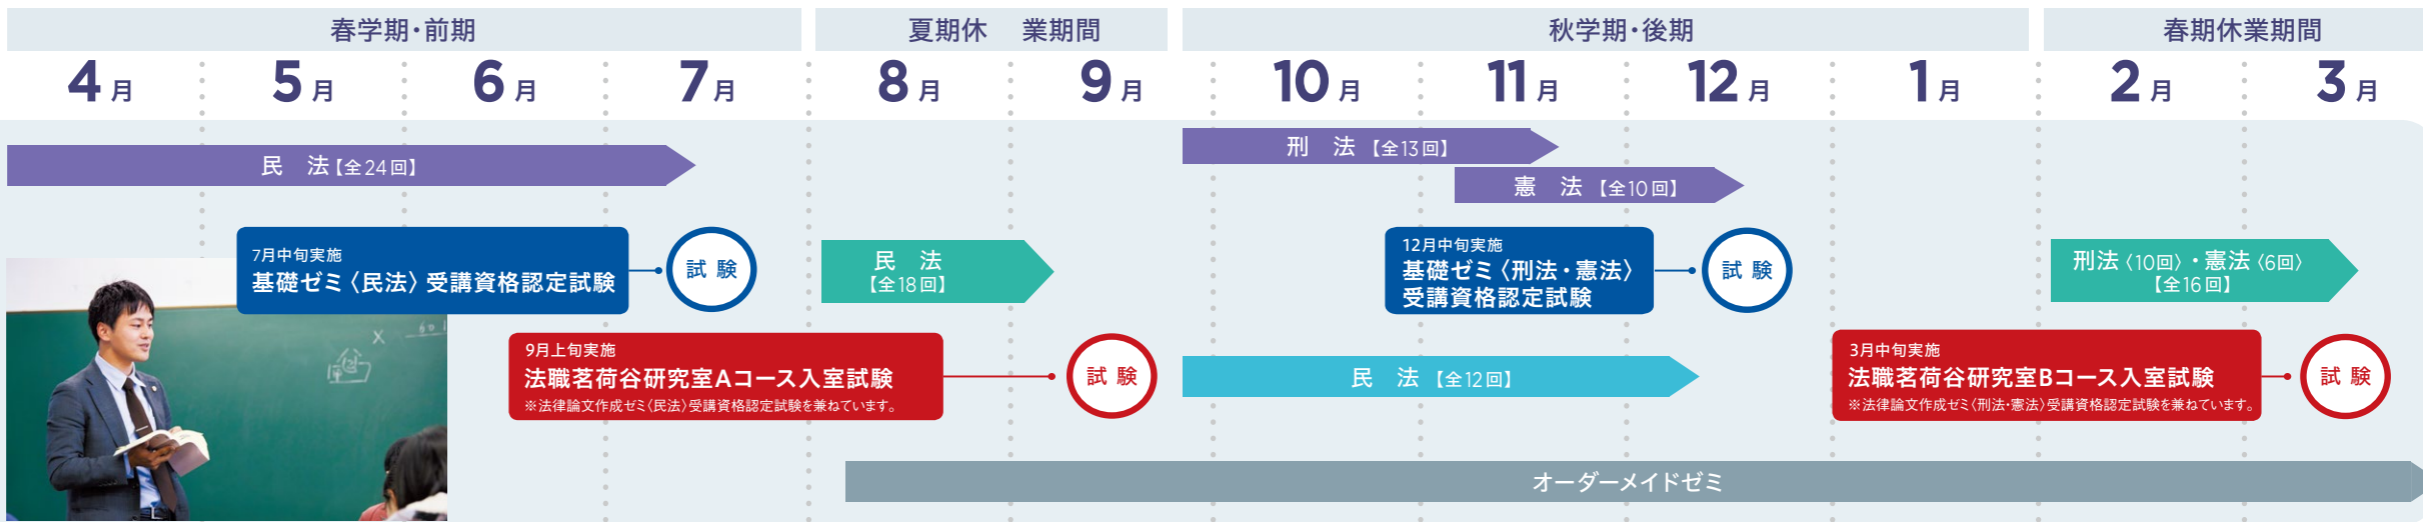 春学期・前期
夏期休　業期間
秋学期・後期
春期休業期間
4月
5月
6月
7月
8月
9月
10月
11月
12月
1月
2月
3月
民　法【全24回】
刑　法【全13回】
憲　法【全10回】
7月中旬実施
基礎ゼミ〈民法〉受講資格認定試験
試験
民　法
【全18回】
12月中旬実施
基礎ゼミ〈刑法・憲法〉
受講資格認定試験
試験
刑法〈10回〉・憲法〈6回〉
【全16回】
9月上旬実施
法職茗荷谷研究室Aコース入室試験
※法律論文作成ゼミ〈民法〉受講資格認定試験を兼ねています。
試験
民　法【全12回】
3月中旬実施
法職茗荷谷研究室Bコース入室試験
※法律論文作成ゼミ〈刑法・憲法〉受講資格認定試験を兼ねています。
試験
オーダーメイドゼミ